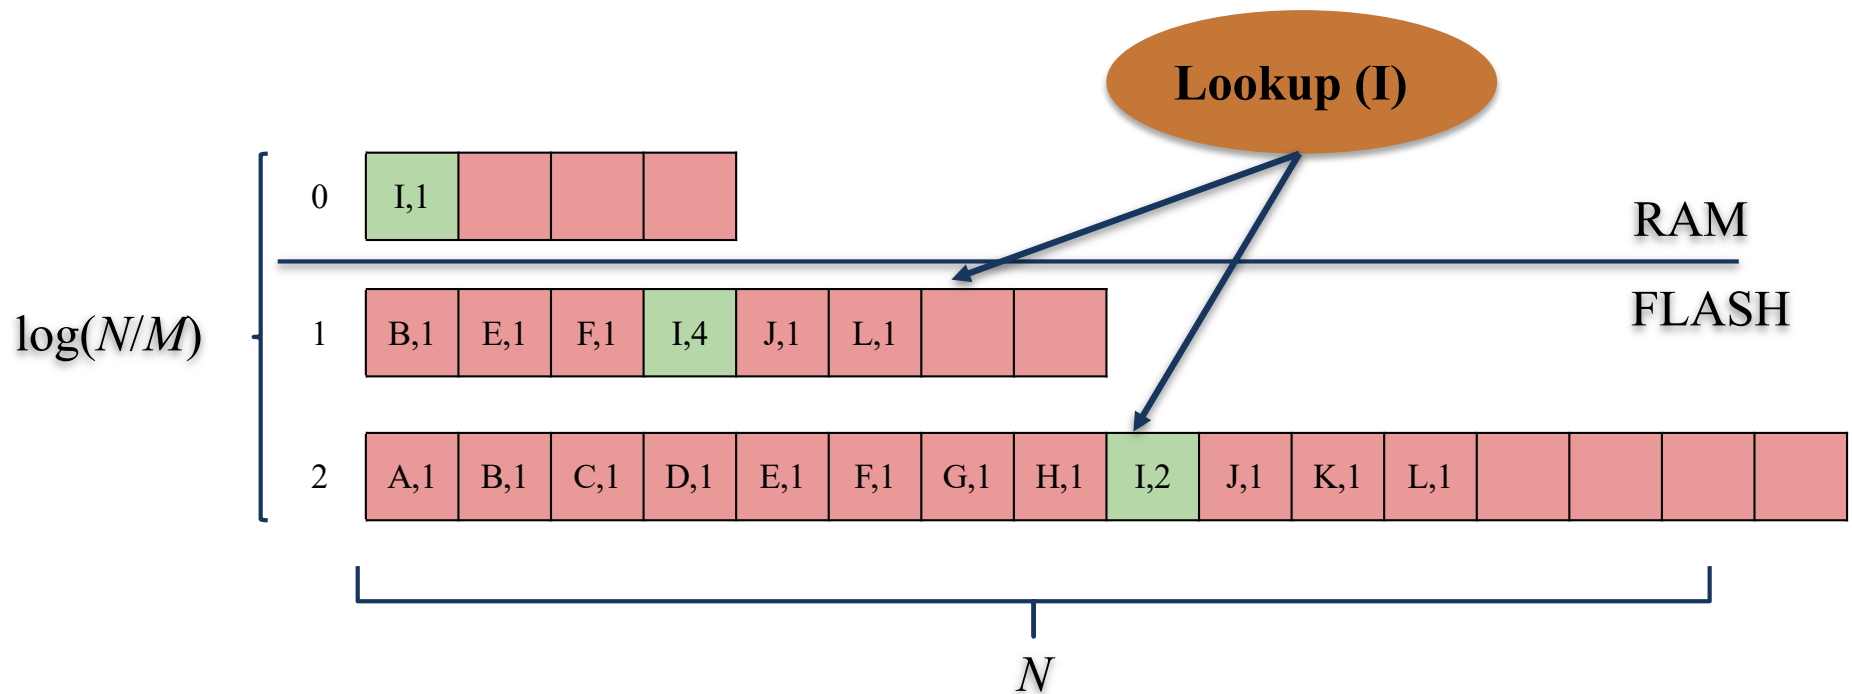 Lookup (I)
0 I,1
RAM
FLASH
log(N/M)
1 B,1 E,1 F,1 I,4 J,1 L,1
2 A,1 B,1 C,1 D,1 E,1 F,1 G,1 H,1 I,2 J,1 K,1 L,1
N